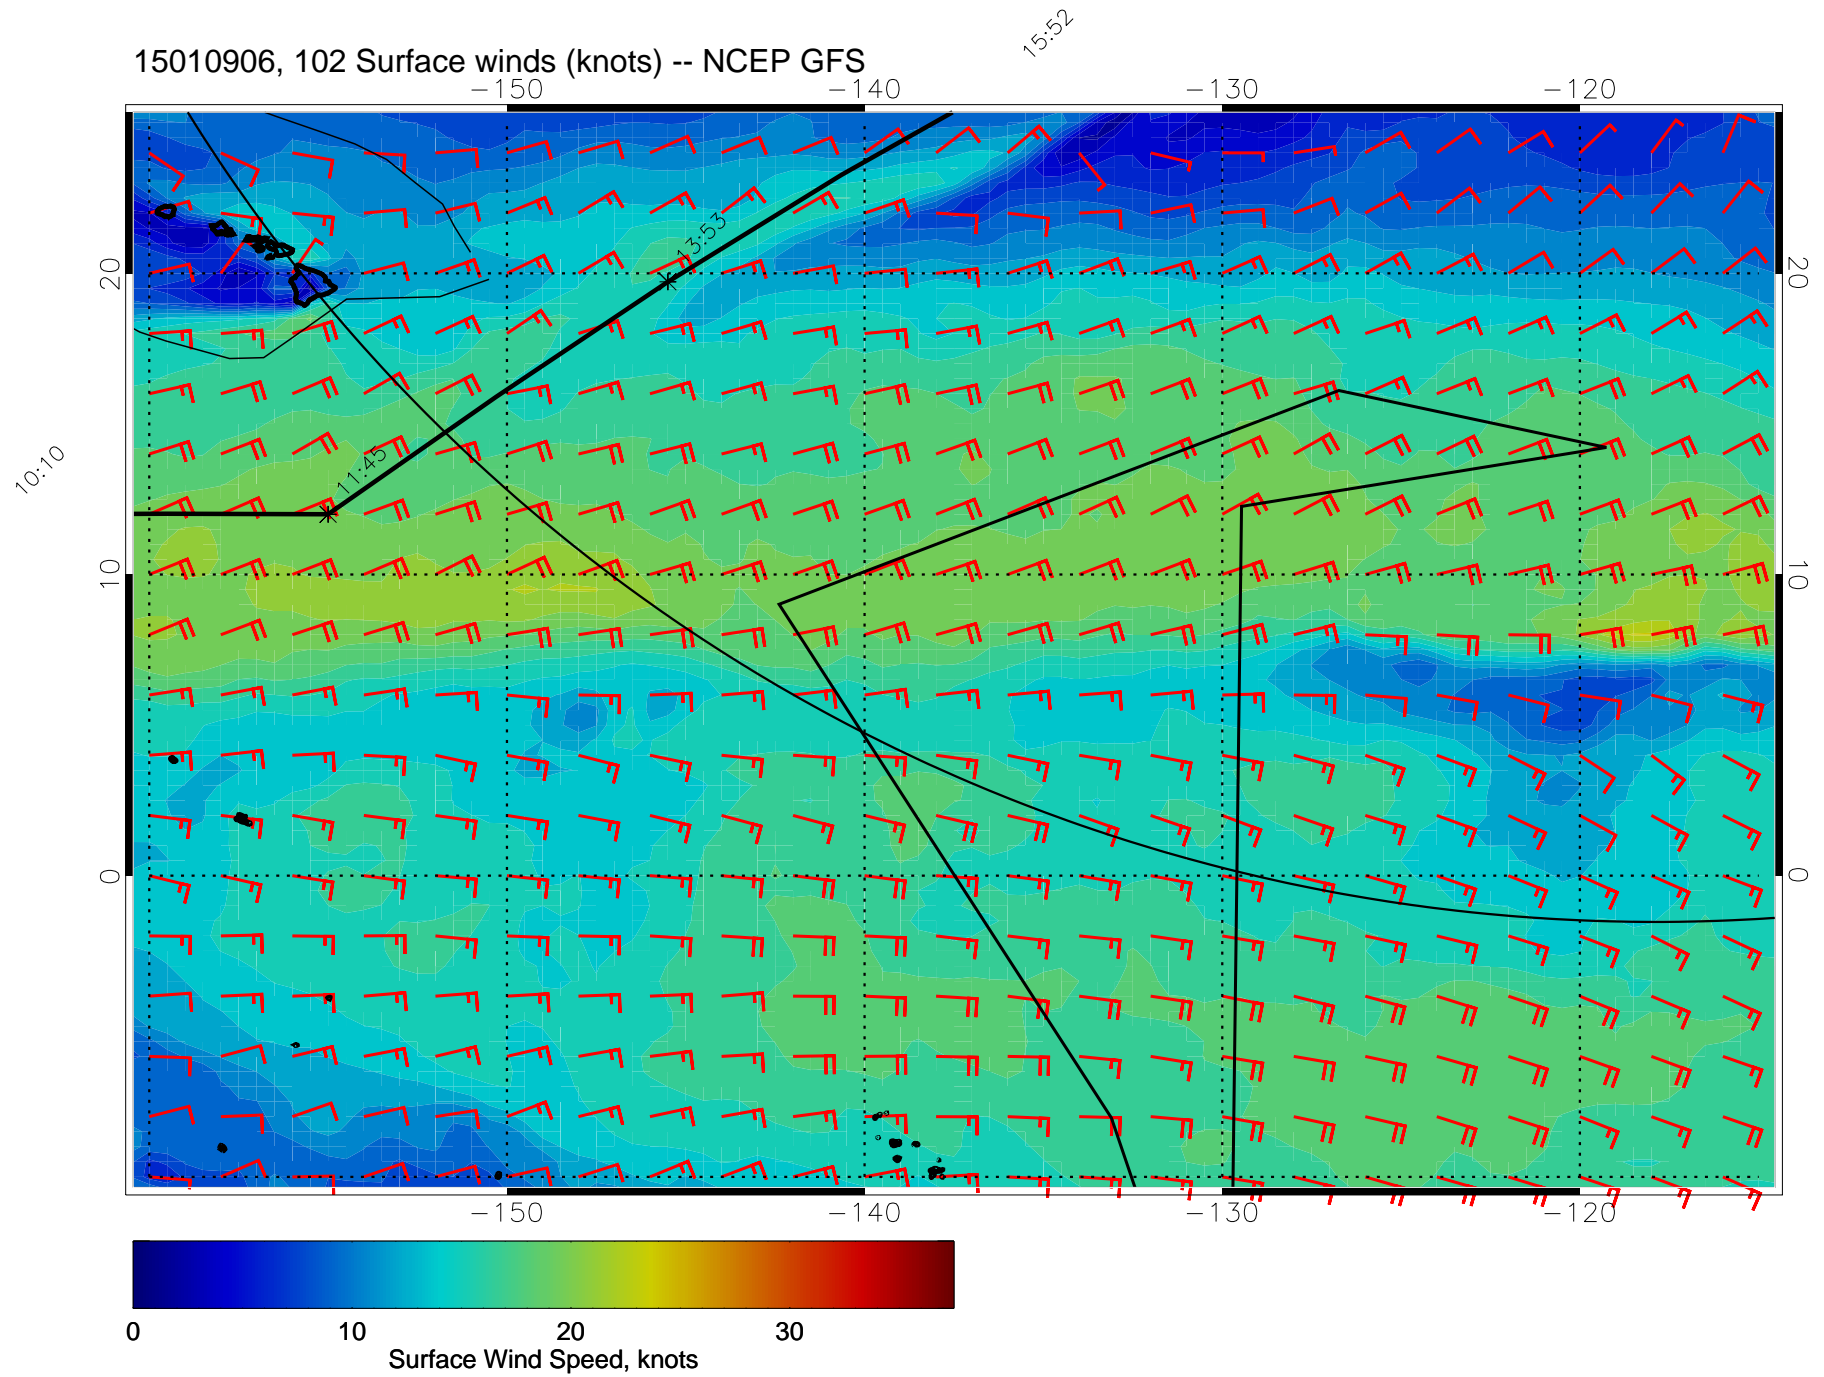 15:52
15010906, 102 Surface winds (knots) -- NCEP GFS
−150 −140 −130 −120
13:53
20 20
11:45
10:10
10 10
0 0
−150 −140 −130 −120
0 10 20 30
Surface Wind Speed, knots